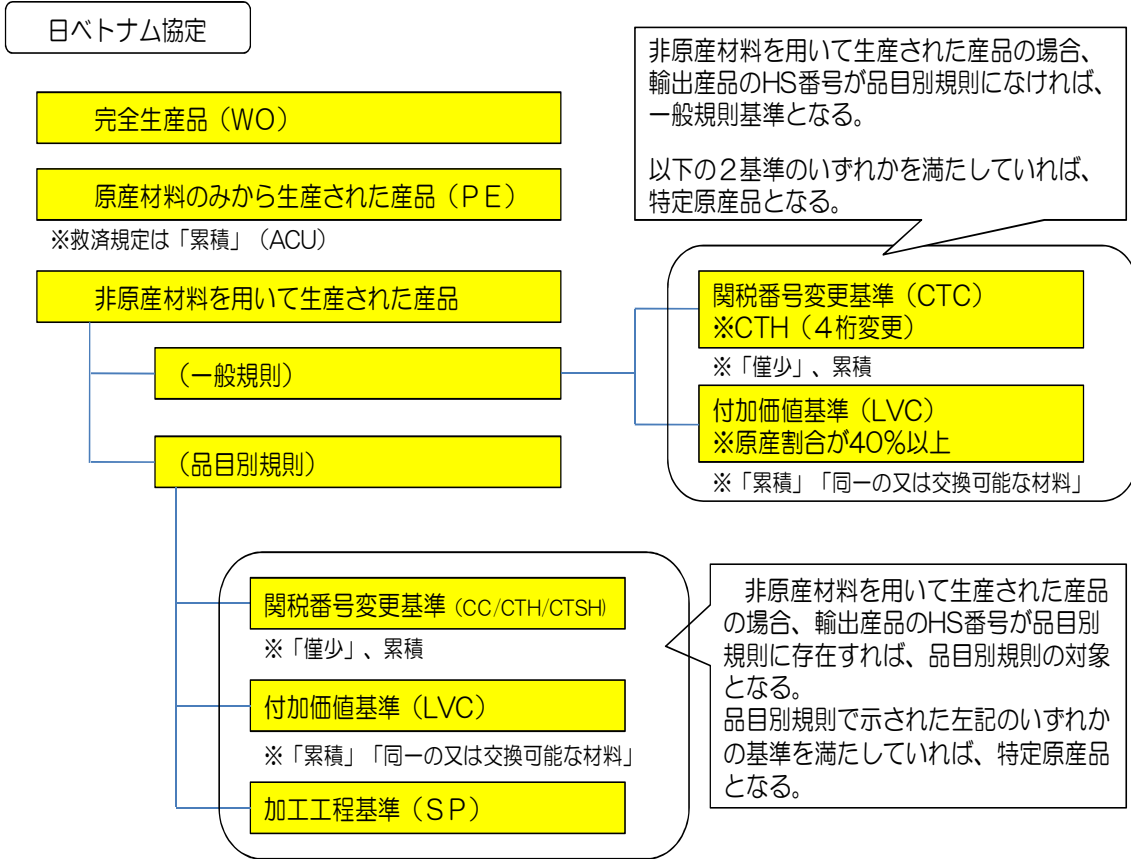 日ベトナム協定
非原産材料を用いて生産された産品の場合、
輸出産品のHS番号が品目別規則になければ、
一般規則基準となる。
以下の2基準のいずれかを満たしていれば、
特定原産品となる。
完全生産品（WO）
原産材料のみから生産された産品（ＰＥ）
※救済規定は「累積」（ACU）
非原産材料を用いて生産された産品
（一般規則）
関税番号変更基準（CTC）
※CTH（４桁変更）
※「僅少」、累積
付加価値基準（LVC）
※原産割合が40％以上
※「累積」「同一の又は交換可能な材料」
（品目別規則）
関税番号変更基準（CC/CTH/CTSH）
※「僅少」、累積
付加価値基準（LVC）
※「累積」「同一の又は交換可能な材料」
加工工程基準（ＳＰ）
非原産材料を用いて生産された産品
の場合、輸出産品のHS番号が品目別
規則に存在すれば、品目別規則の対象
となる。
品目別規則で示された左記のいずれか
の基準を満たしていれば、特定原産品
となる。